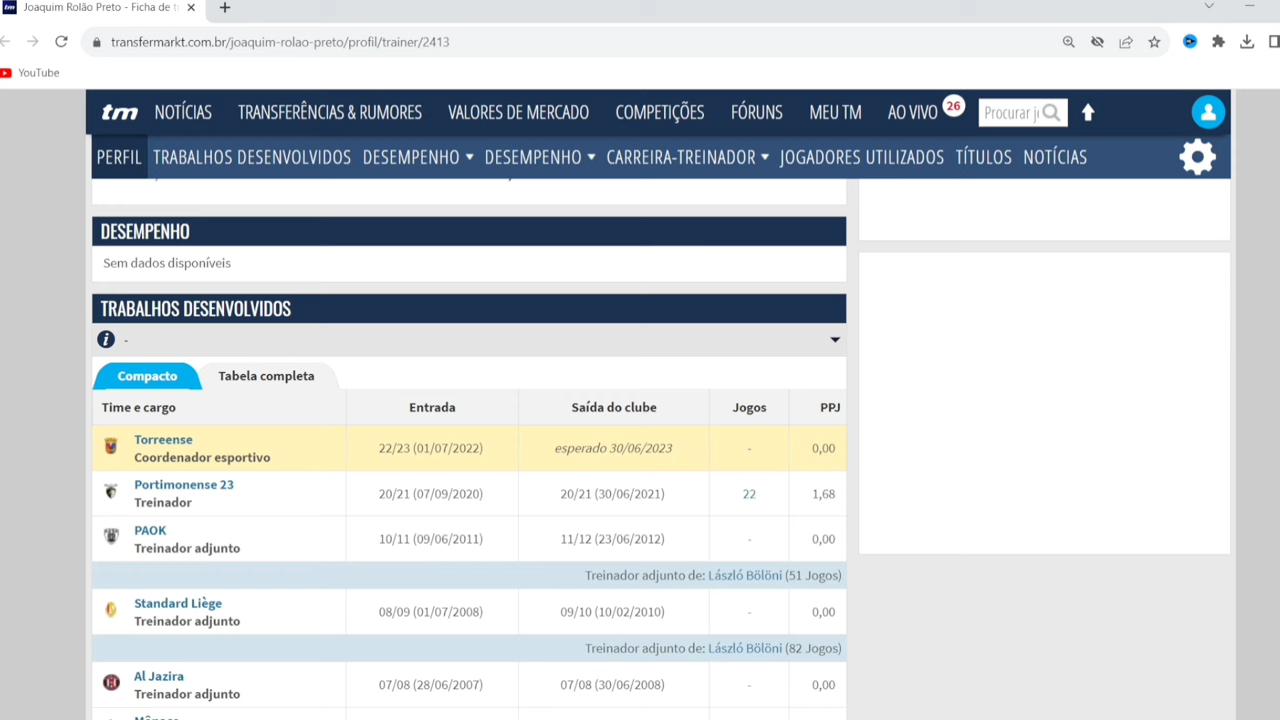 tm Joaquim Rolão Preto - Ficha de t
transfermarkt.com.br/joaquim-rolao-preto/profil/trainer/2413
YouTube
tm NOTÍCIAS TRANSFERÊNCIAS & RUMORES VALORES DE MERCADO COMPETIÇÕES FÓRUNS MEU TM AO VIVO 26 Procurar j
PERFIL TRABALHOS DESENVOLVIDOS DESEMPENHO DESEMPENHO CARREIRA-TREINADOR JOGADORES UTILIZADOS TÍTULOS NOTÍCIAS
DESEMPENHO
Sem dados disponíveis
TRABALHOS DESENVOLVIDOS
i -
Compacto Tabela completa
Time e cargo Entrada Saída do clube Jogos PPJ
Torreense
Coordenador esportivo 22/23 (01/07/2022) esperado 30/06/2023 - 0,00
Portimonense 23
Treinador 20/21 (07/09/2020) 20/21 (30/06/2021) 22 1,68
PAOK
Treinador adjunto 10/11 (09/06/2011) 11/12 (23/06/2012) - 0,00
Treinador adjunto de: László Bölöni (51 Jogos)
Standard Liège
Treinador adjunto 08/09 (01/07/2008) 09/10 (10/02/2010) - 0,00
Treinador adjunto de: László Bölöni (82 Jogos)
Al Jazira
Treinador adjunto 07/08 (28/06/2007) 07/08 (30/06/2008) - 0,00
Mônaco